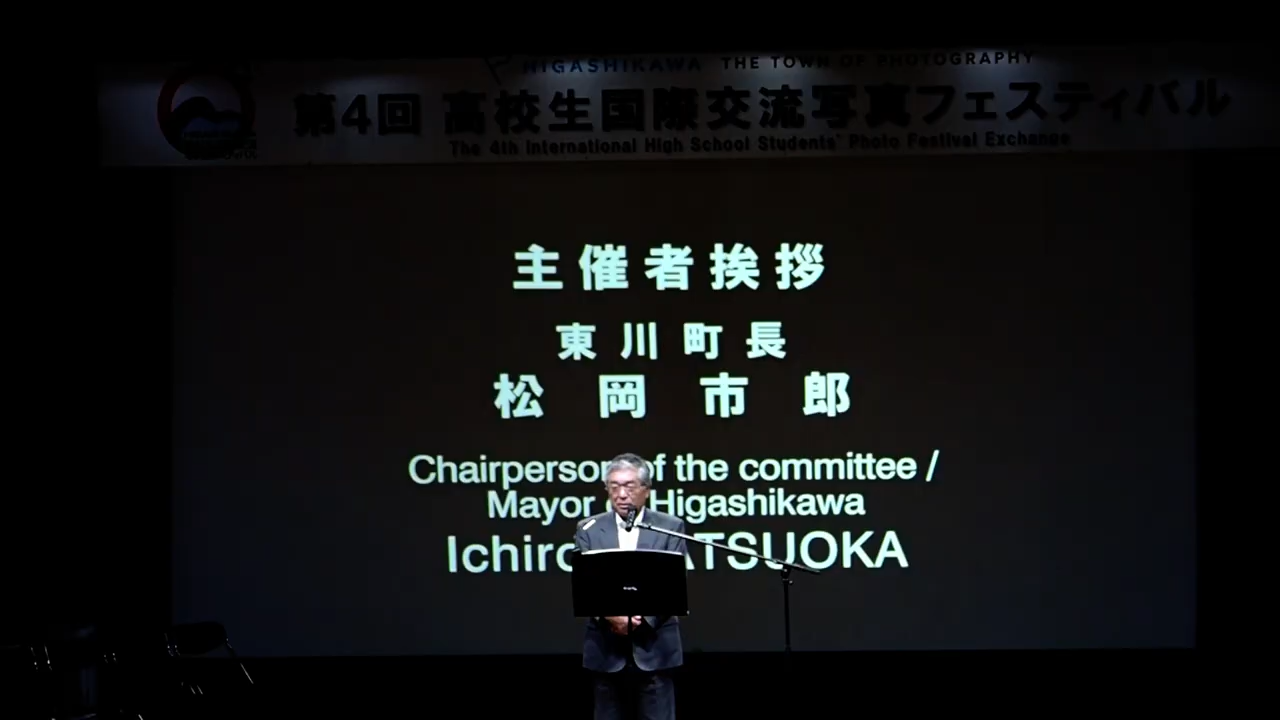 HIGASHIKAWA THE TOWN OF PHOTOGRAPHY
第4回 高校生国際交流写真フェスティバル
The 4th International High School Students' Photo Festival Exchange
主催者挨拶
東川町長
松岡市郎
Chairperson of the committee /
Mayor Higashikawa
Ichiro ATSUOKA